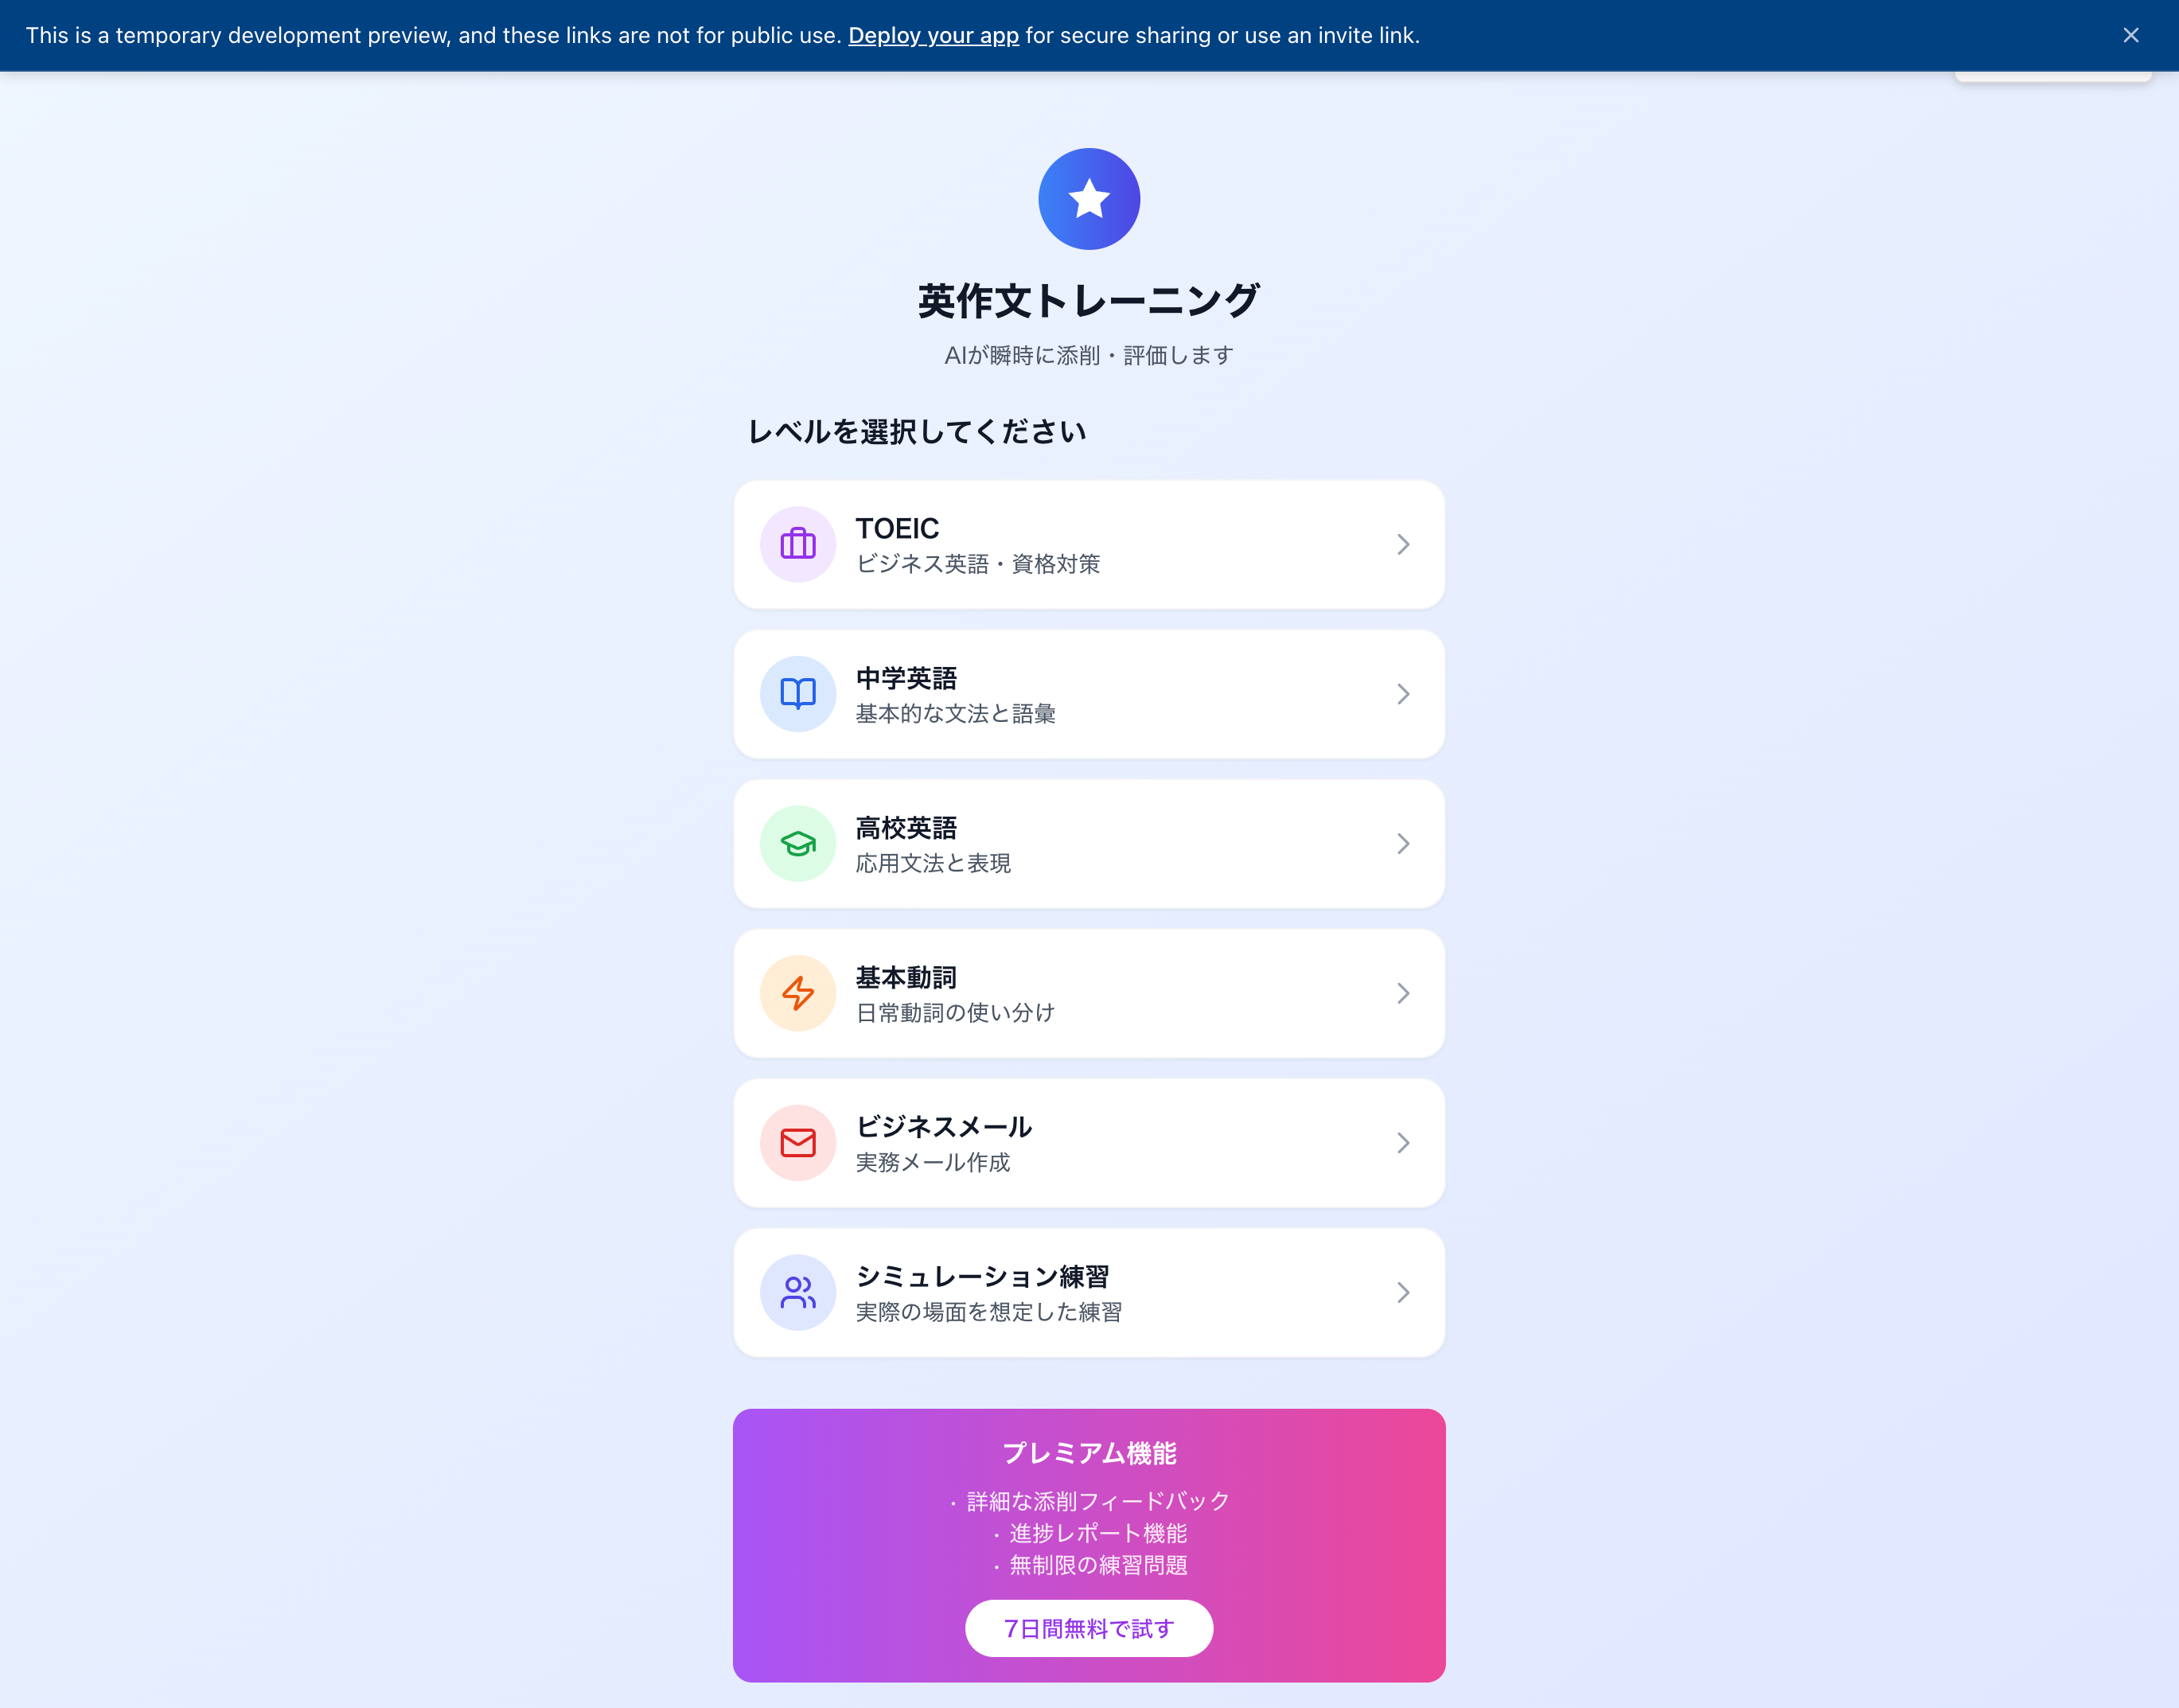 This is a temporary development preview, and these links are not for public use. Deploy your app for secure sharing or use an invite link.
英作文トレーニング
AIが瞬時に添削・評価します
レベルを選択してください
TOEIC
ビジネス英語・資格対策
中学英語
基本的な文法と語彙
高校英語
応用文法と表現
基本動詞
日常動詞の使い分け
ビジネスメール
実務メール作成
シミュレーション練習
実際の場面を想定した練習
プレミアム機能
・詳細な添削フィードバック
・進捗レポート機能
・無制限の練習問題
7日間無料で試す